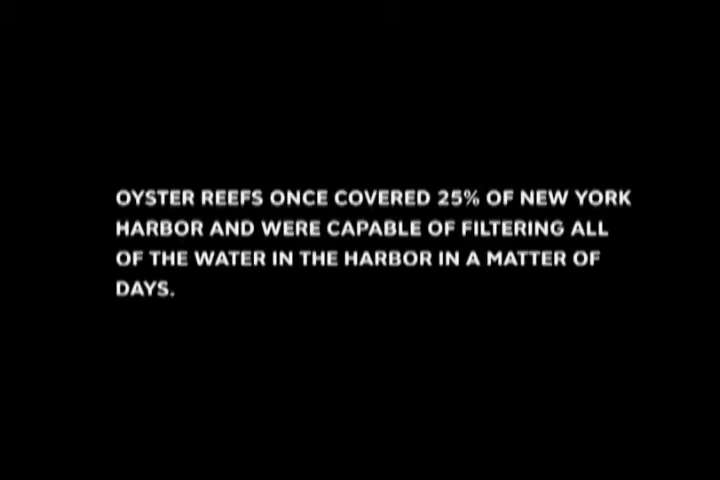 OYSTER REEFS ONCE COVERED 25% OF NEW YORK
HARBOR AND WERE CAPABLE OF FILTERING ALL
OF THE WATER IN THE HARBOR IN A MATTER OF
DAYS.